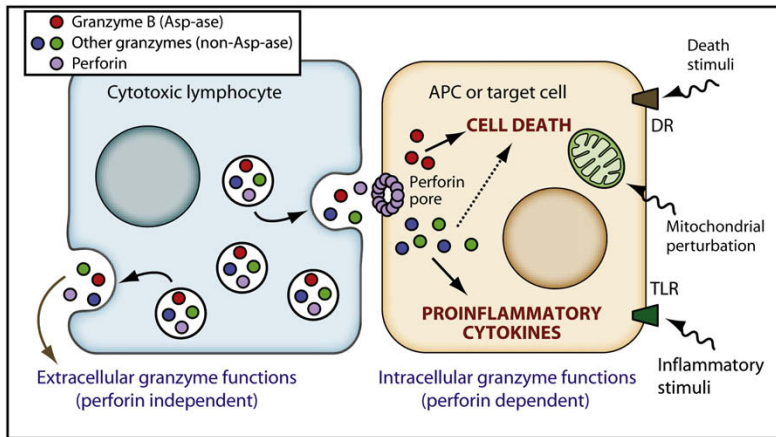 Granzyme B (Asp-ase)
Other granzymes (non-Asp-ase)
Perforin
Cytotoxic lymphocyte
APC or target cell
CELL DEATH
Perforin
pore
PROINFLAMMATORY
CYTOKINES
Death
stimuli
DR
Mitochondrial
perturbation
TLR
Inflammatory
stimuli
Extracellular granzyme functions
(perforin independent)
Intracellular granzyme functions
(perforin dependent)